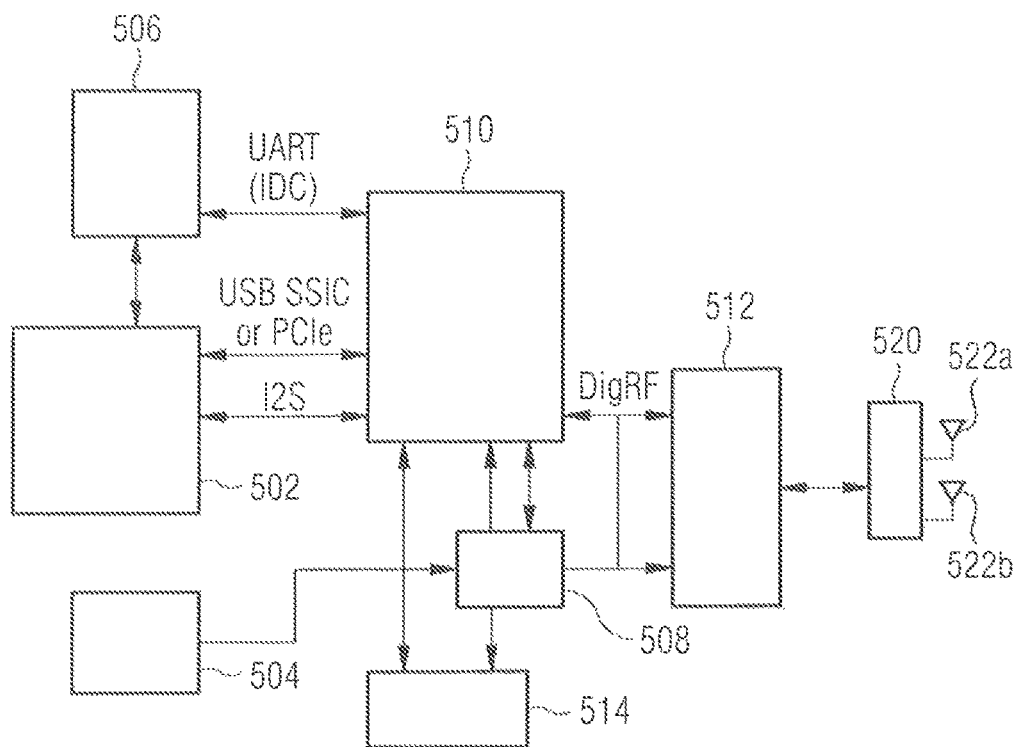 506
UART
(IDC)
510
USB SSIC
or PCIe
512
520
522a
I2S
DigRF
502
522b
508
504
514